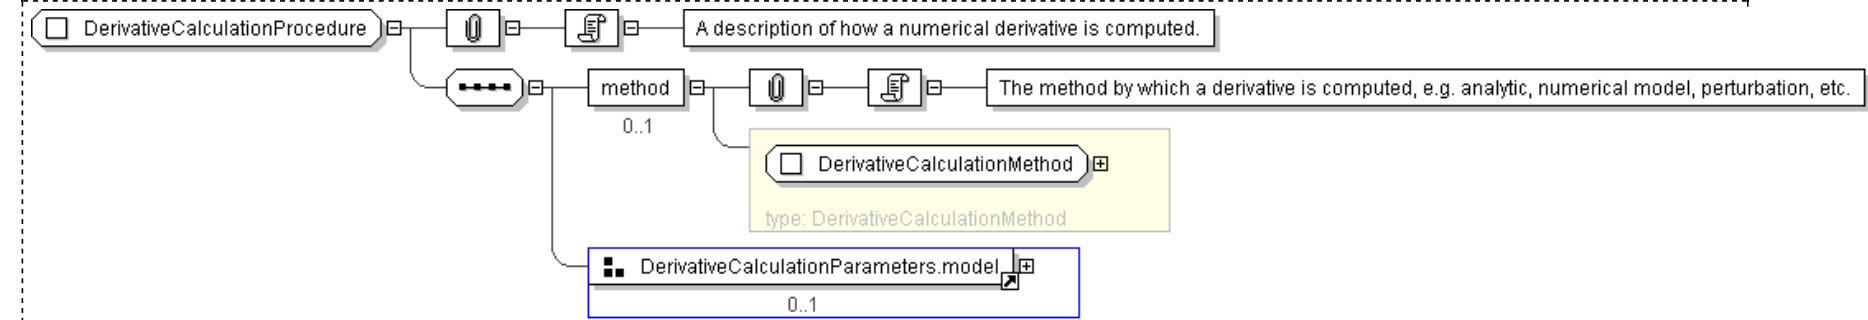 DerivativeCalculationProcedure
A description of how a numerical derivative is computed.
method
The method by which a derivative is computed, e.g. analytic, numerical model, perturbation, etc.
0..1
DerivativeCalculationMethod
type: DerivativeCalculationMethod
DerivativeCalculationParameters.model
0..1